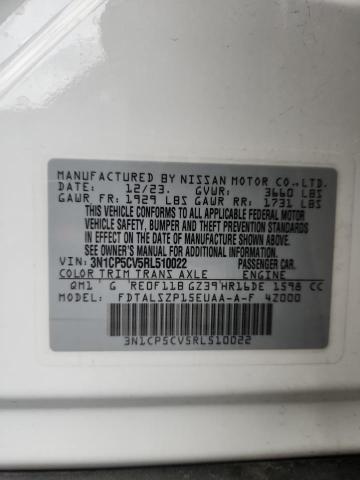 MANUFACTURED BY NISSAN MOTOR CO., LTD.
DATE: 12/23. GVWR: 3660 LBS
GAWR FR: 1929 LBS GAWR RR: 1731 LBS
THIS VEHICLE CONFORMS TO ALL APPLICABLE FEDERAL MOTOR
VEHICLE SAFETY, BUMPER AND THEFT PREVENTION STANDARDS
IN EFFECT ON THE DATE OF MANUFACTURE SHOWN ABOVE.
SEE OWNER'S MANUAL FOR ADDITIONAL INFORMATION.
VIN: 3N1CP5CV5RL510022 PASSENGER CAR.
COLOR TRIM TRANS AXLE ENGINE
QM1 G RE0F11B GZ39 HR16DE 1598 CC
MODEL: FDTALSZP15EUAA-A-F 4Z000
3N1CP5CV5RL510022